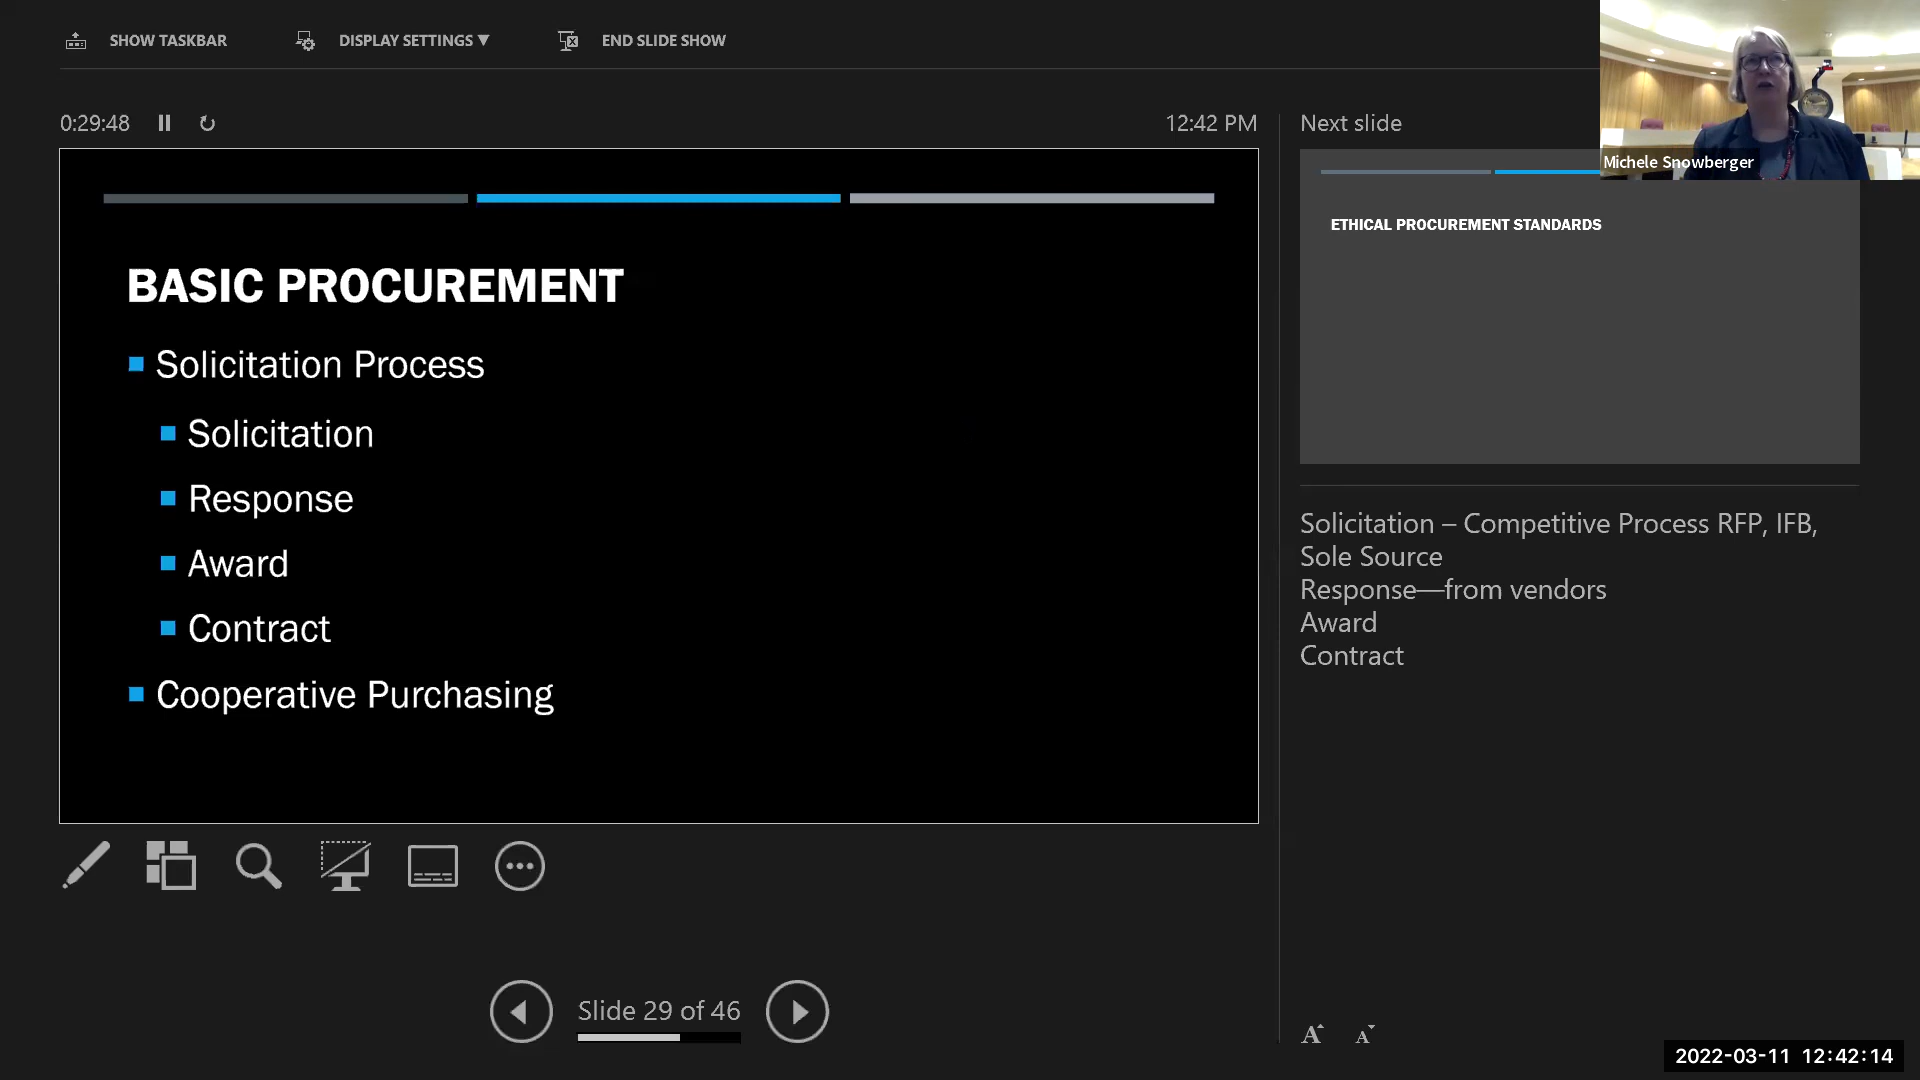 SHOW TASKBAR
DISPLAY SETTINGS ▼
END SLIDE SHOW
0:29:48
12:42 PM
Next slide
Michele Snowberger
BASIC PROCUREMENT
Solicitation Process
Solicitation
Response
Award
Contract
Cooperative Purchasing
ETHICAL PROCUREMENT STANDARDS
Solicitation – Competitive Process RFP, IFB,
Sole Source
Response—from vendors
Award
Contract
Slide 29 of 46
A A
2022-03-11 12:42:14